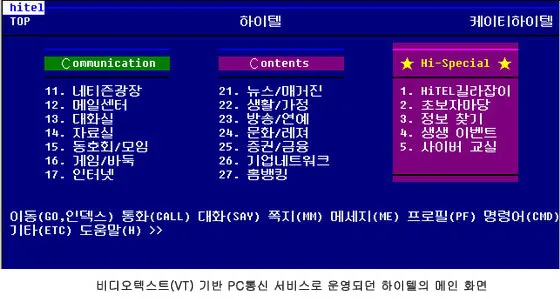 hitel
TOP 하이텔 케이티하이텔
Communication Contents ★ Hi-Special ★
11. 네티즌광장 21. 뉴스/매거진 1. HiTEL길라잡이
12. 메일센터 22. 생활/가정 2. 초보자마당
13. 대화실 23. 방송/연예 3. 정보 찾기
14. 자료실 24. 문화/레져 4. 생생 이벤트
15. 동호회/모임 25. 증권/금융 5. 사이버 교실
16. 게임/바둑 26. 기업네트워크
17. 인터넷 27. 홈뱅킹
이동(GO,인덱스) 통화(CALL) 대화(SAY) 쪽지(MM) 메세지(ME) 프로필(PF) 명령어(CMD)
기타(ETC) 도움말(H) >>
비디오텍스트(VT) 기반 PC통신 서비스로 운영되던 하이텔의 메인 화면